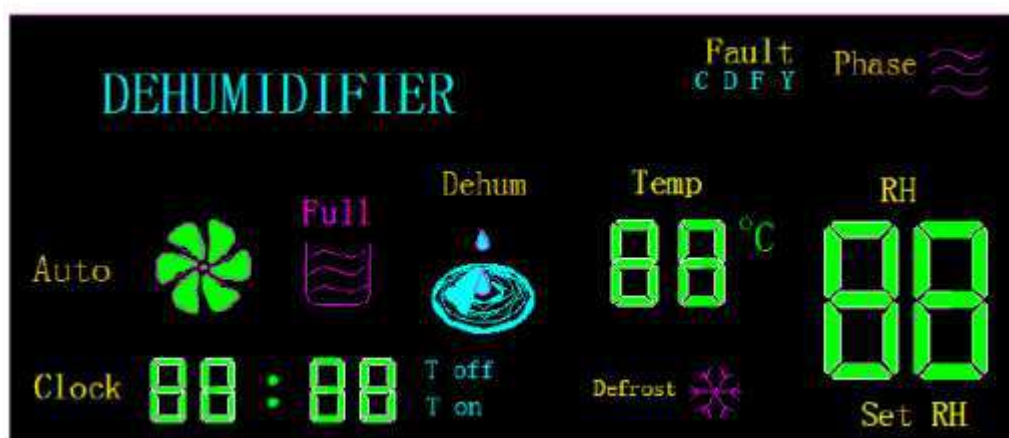 Fault
C D F Y
Phase
DEHUMIDIFIER
Dehum
Temp
RH
Full
88
°C
88
Auto
Clock
88:88
T off
T on
Defrost
Set RH